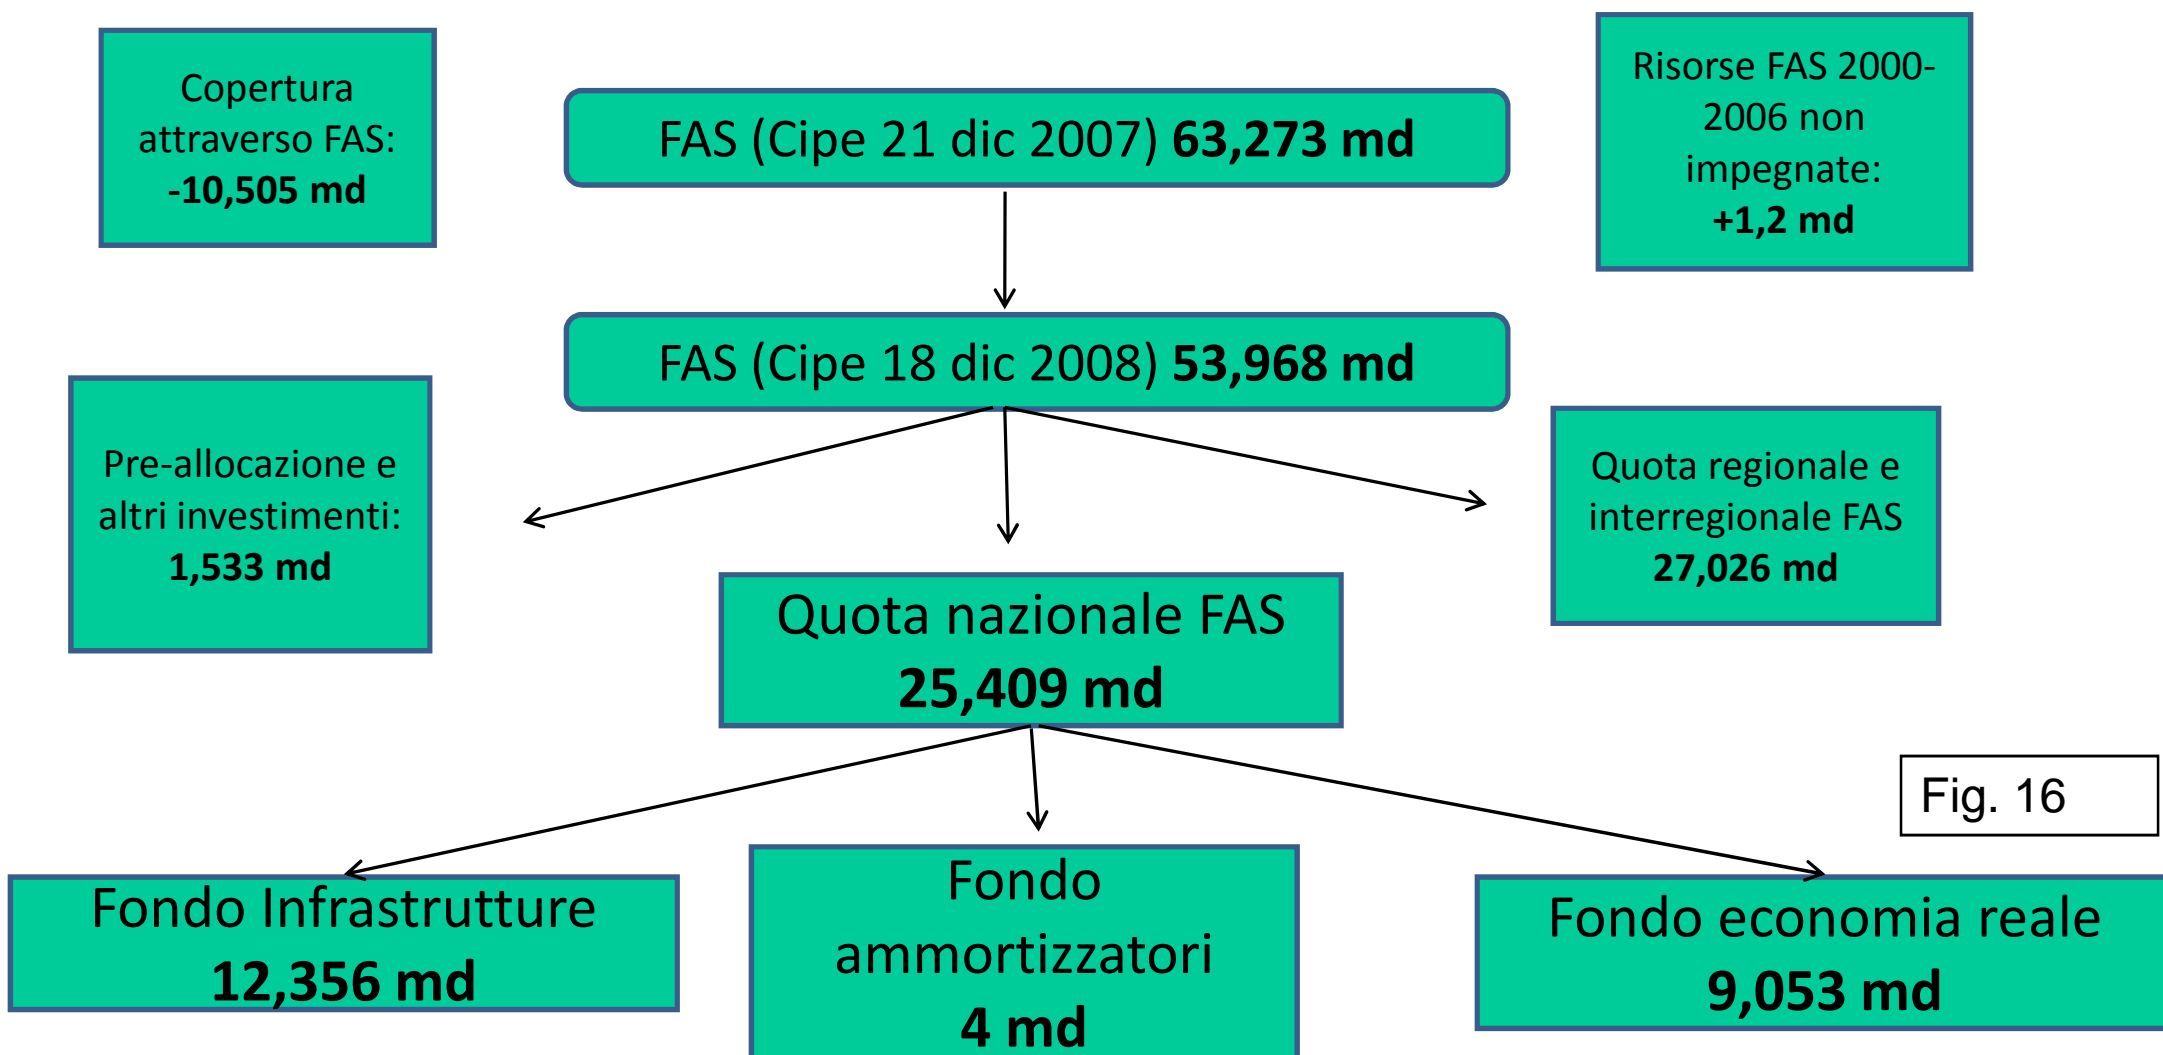 Copertura
attraverso FAS:
-10,505 md
FAS (Cipe 21 dic 2007) 63,273 md
Risorse FAS 2000-
2006 non
impegnate:
+1,2 md
FAS (Cipe 18 dic 2008) 53,968 md
Pre-allocazione e
altri investimenti:
1,533 md
Quota regionale e
interregionale FAS
27,026 md
Quota nazionale FAS
25,409 md
Fig. 16
Fondo Infrastrutture
12,356 md
Fondo
ammortizzatori
4 md
Fondo economia reale
9,053 md